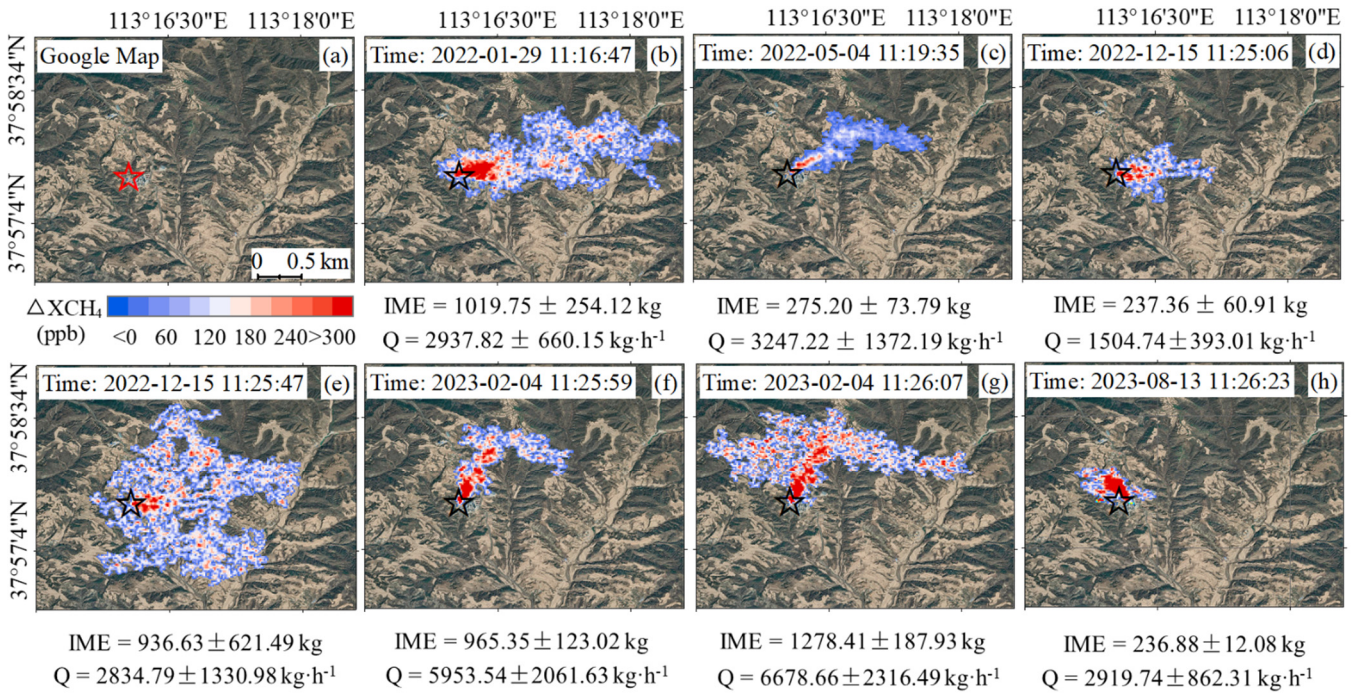 113°16'30"E 113°18'0"E 113°16'30"E 113°18'0"E 113°16'30"E 113°18'0"E 113°16'30"E 113°18'0"E
37°58'34"N
37°57'4"N
Google Map (a)
0 0.5 km
Time: 2022-01-29 11:16:47 (b)
Time: 2022-05-04 11:19:35 (c)
Time: 2022-12-15 11:25:06 (d)
△XCH₄
(ppb)
<0 60 120 180 240 >300
IME = 1019.75 ± 254.12 kg
Q = 2937.82 ± 660.15 kg·h⁻¹
IME = 275.20 ± 73.79 kg
Q = 3247.22 ± 1372.19 kg·h⁻¹
IME = 237.36 ± 60.91 kg
Q = 1504.74±393.01 kg·h⁻¹
37°58'34"N
37°57'4"N
Time: 2022-12-15 11:25:47 (e)
Time: 2023-02-04 11:25:59 (f)
Time: 2023-02-04 11:26:07 (g)
Time: 2023-08-13 11:26:23 (h)
IME = 936.63±621.49 kg
Q = 2834.79±1330.98 kg·h⁻¹
IME = 965.35±123.02 kg
Q = 5953.54±2061.63 kg·h⁻¹
IME = 1278.41±187.93 kg
Q = 6678.66±2316.49 kg·h⁻¹
IME = 236.88±12.08 kg
Q = 2919.74±862.31 kg·h⁻¹